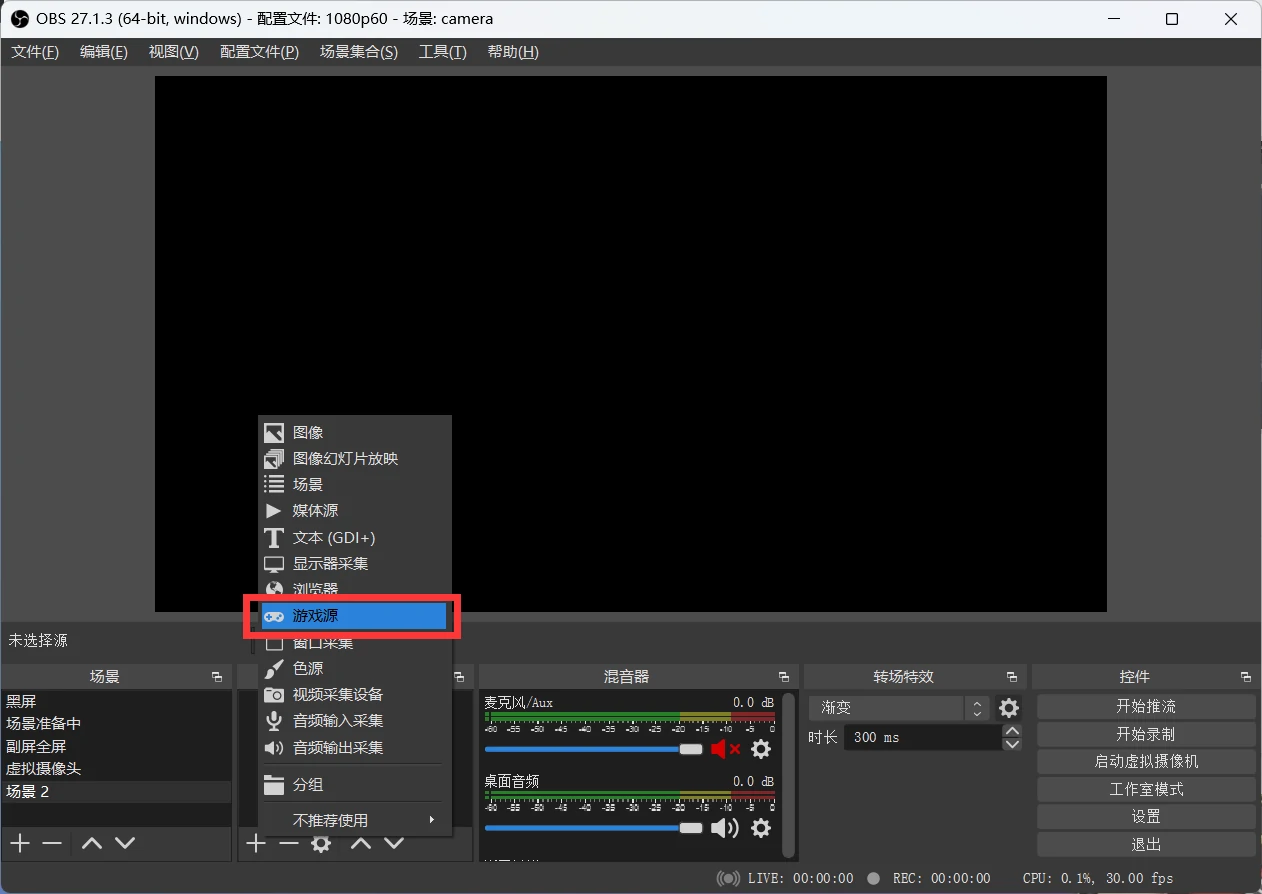 OBS 27.1.3 (64-bit, windows) - 配置文件: 1080p60 - 场景: camera
文件(F) 编辑(E) 视图(V) 配置文件(P) 场景集合(S) 工具(T) 帮助(H)
图像
图像幻灯片放映
场景
媒体源
文本 (GDI+)
显示器采集
浏览器
游戏源
窗口采集
色源
视频采集设备
音频输入采集
音频输出采集
分组
不推荐使用
未选择源
场景
黑屏
场景准备中
副屏全屏
虚拟摄像头
场景 2
混音器
麦克风/Aux 0.0 dB
-60 -55 -50 -45 -40 -35 -30 -25 -20 -15 -10 -5 0
桌面音频 0.0 dB
-60 -55 -50 -45 -40 -35 -30 -25 -20 -15 -10 -5 0
转场特效
渐变
时长 300 ms
控件
开始推流
开始录制
启动虚拟摄像机
工作室模式
设置
退出
LIVE: 00:00:00 REC: 00:00:00 CPU: 0.1%, 30.00 fps